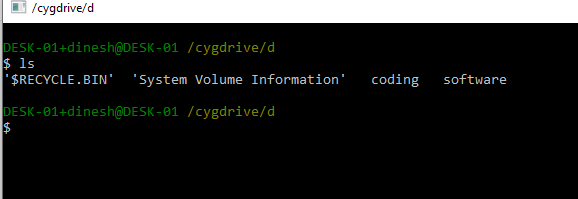 /cygdrive/d
DESK-01+dinesh@DESK-01 /cygdrive/d
$ ls
'$RECYCLE.BIN'  'System Volume Information'   coding   software
DESK-01+dinesh@DESK-01 /cygdrive/d
$